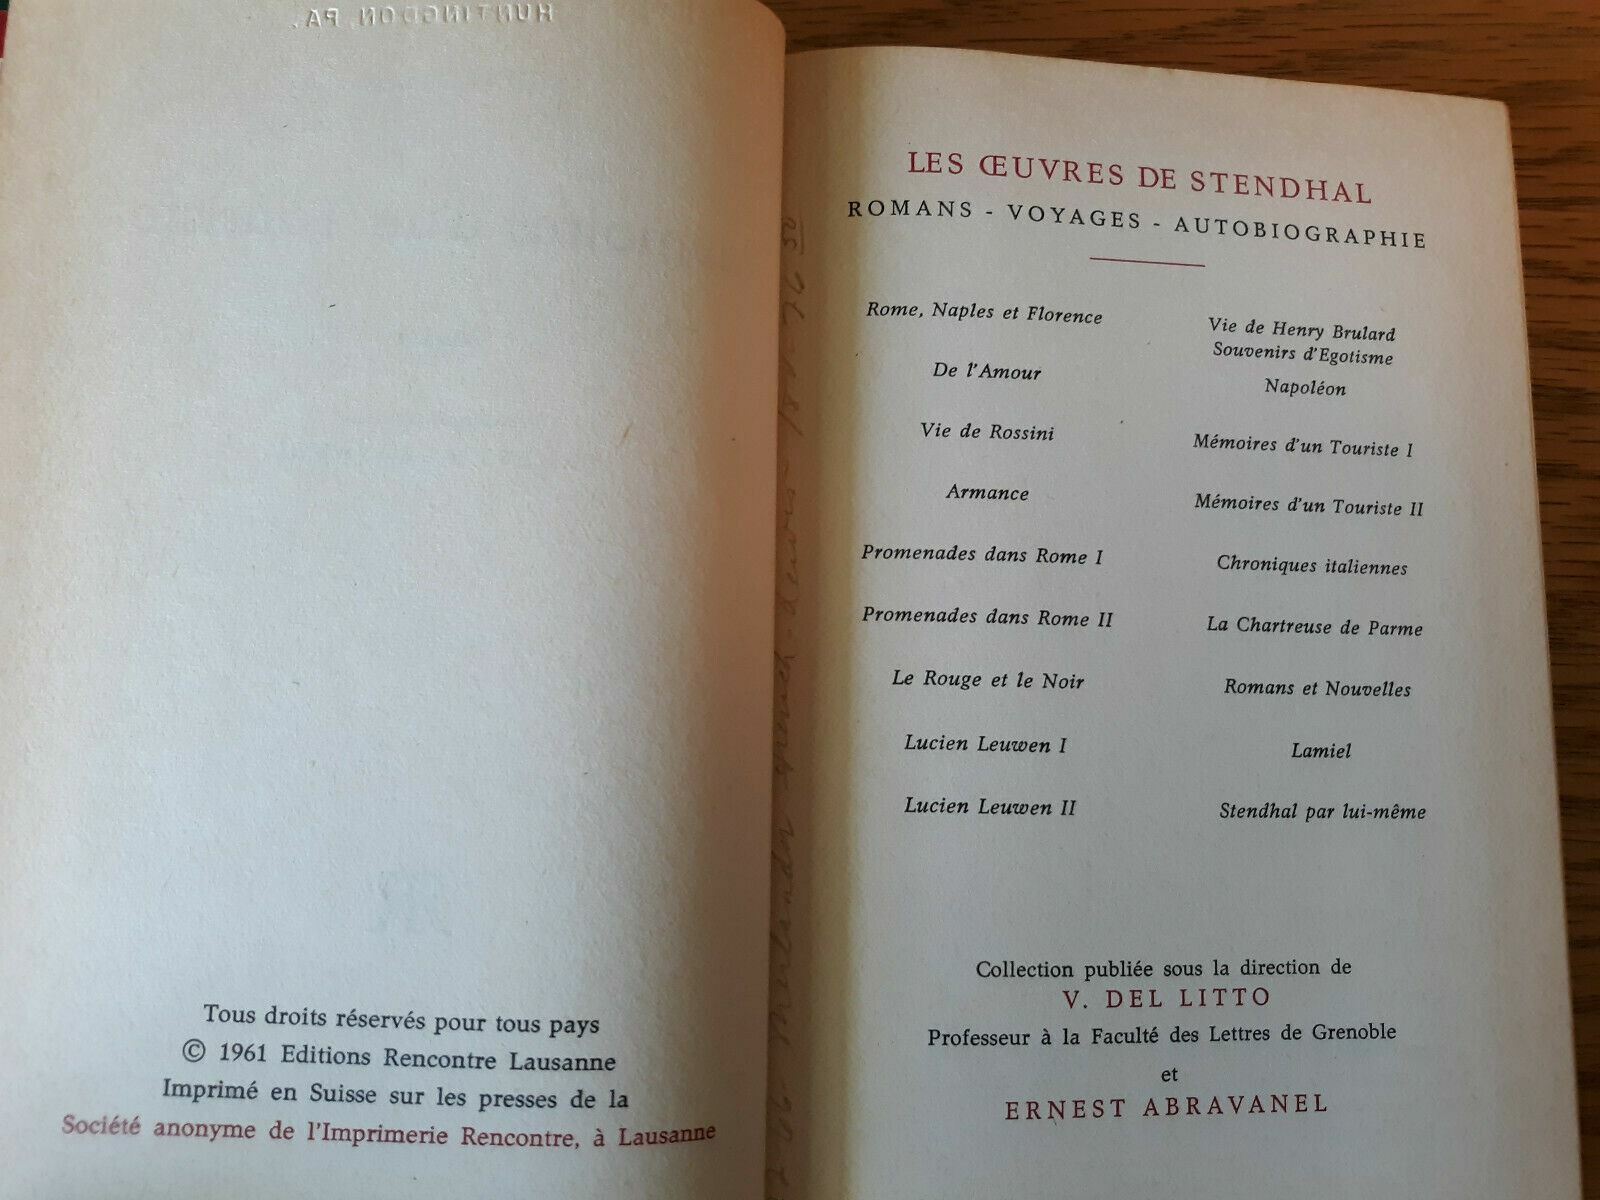 HUNTINGDON, PA.
Tous droits réservés pour tous pays
© 1961 Editions Rencontre Lausanne
Imprimé en Suisse sur les presses de la
Société anonyme de l'Imprimerie Rencontre, à Lausanne
LES ŒUVRES DE STENDHAL
ROMANS - VOYAGES - AUTOBIOGRAPHIE
Rome, Naples et Florence
De l'Amour
Vie de Rossini
Armance
Promenades dans Rome I
Promenades dans Rome II
Le Rouge et le Noir
Lucien Leuwen I
Lucien Leuwen II
Vie de Henry Brulard
Souvenirs d'Egotisme
Napoléon
Mémoires d'un Touriste I
Mémoires d'un Touriste II
Chroniques italiennes
La Chartreuse de Parme
Romans et Nouvelles
Lamiel
Stendhal par lui-même
Collection publiée sous la direction de
V. DEL LITTO
Professeur à la Faculté des Lettres de Grenoble
et
ERNEST ABRAVANEL